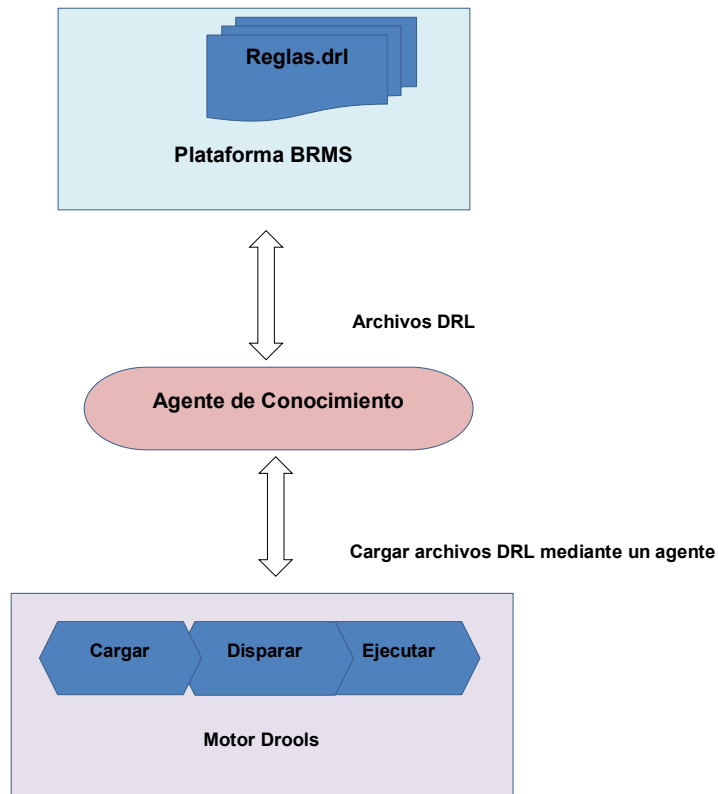 Reglas.drl
Plataforma BRMS
Archivos DRL
Agente de Conocimiento
Cargar archivos DRL mediante un agente
Cargar
Disparar
Ejecutar
Motor Drools